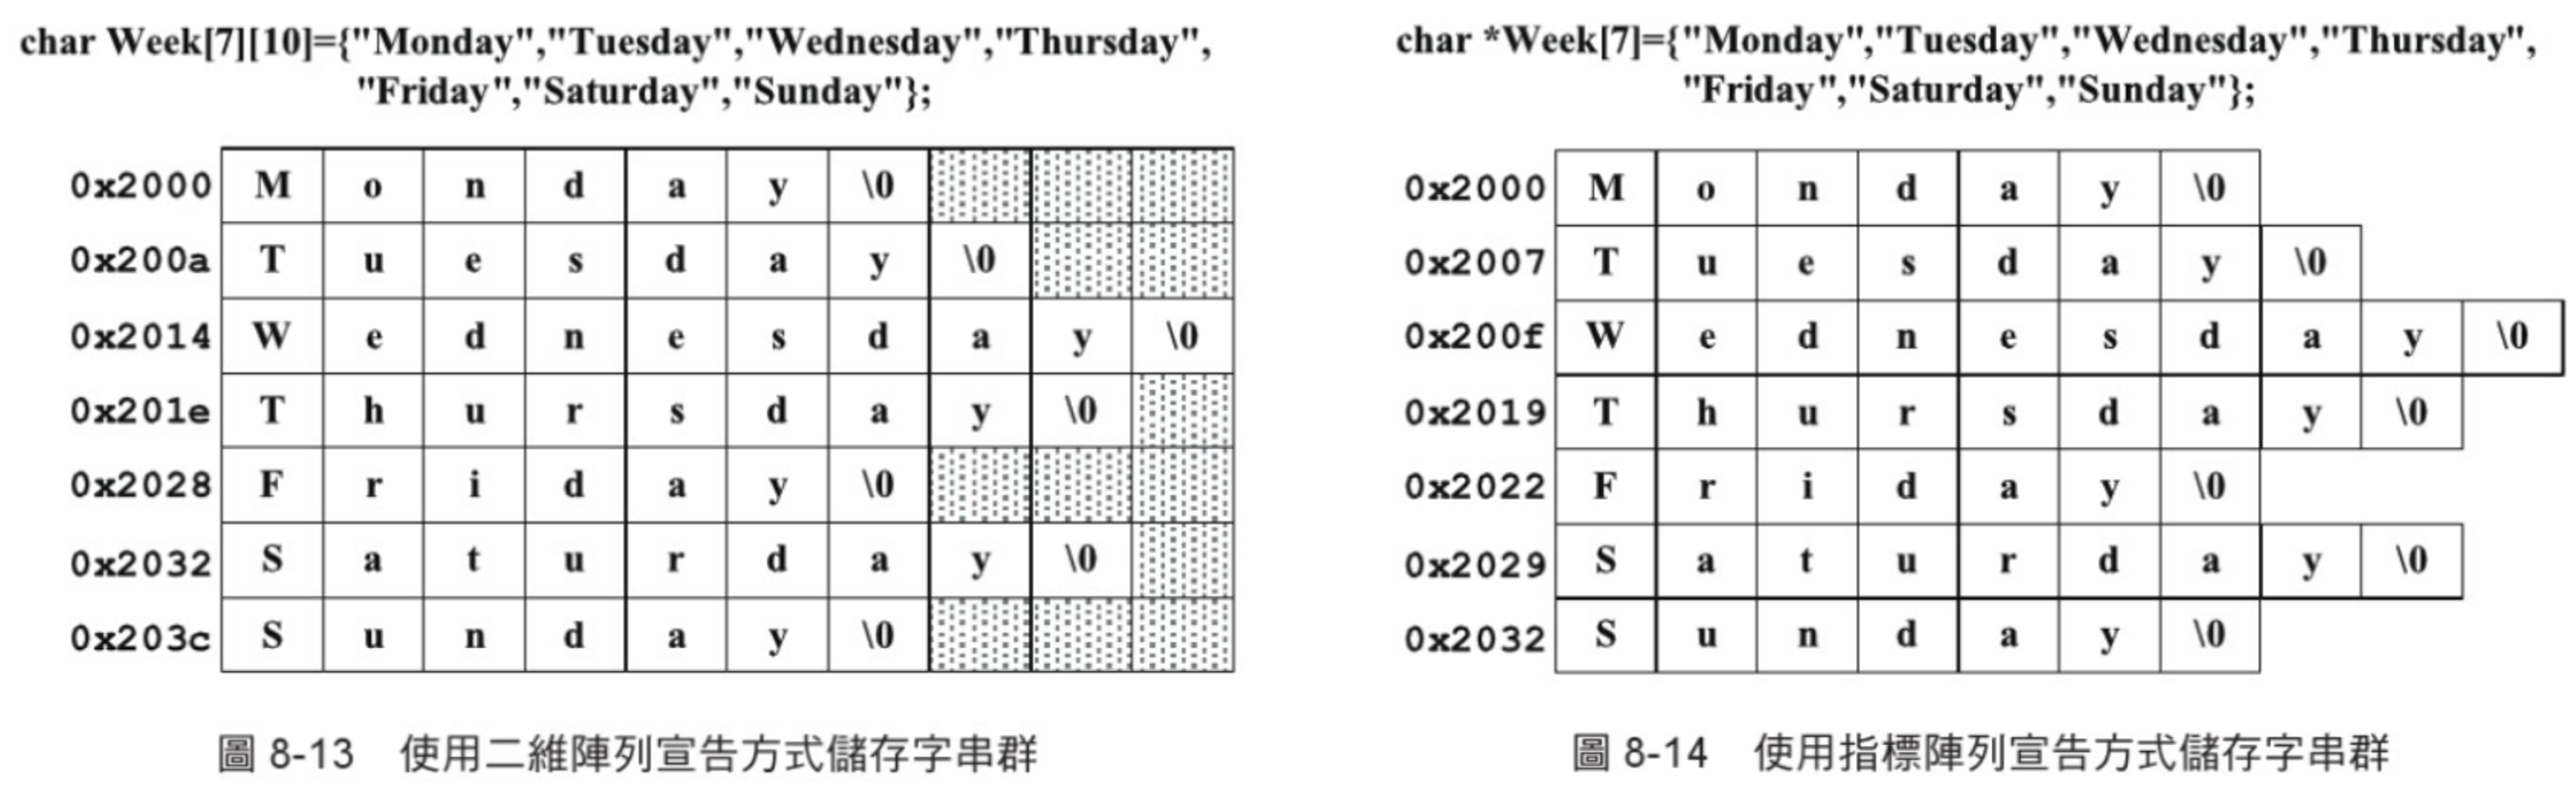 char Week[7][10]={"Monday","Tuesday","Wednesday","Thursday",
"Friday","Saturday","Sunday"};
0x2000 M o n d a y \0
0x200a T u e s d a y \0
0x2014 W e d n e s d a y \0
0x201e T h u r s d a y \0
0x2028 F r i d a y \0
0x2032 S a t u r d a y \0
0x203c S u n d a y \0
圖 8-13 使用二維陣列宣告方式儲存字串群
char *Week[7]={"Monday","Tuesday","Wednesday","Thursday",
"Friday","Saturday","Sunday"};
0x2000 M o n d a y \0
0x2007 T u e s d a y \0
0x200f W e d n e s d a y \0
0x2019 T h u r s d a y \0
0x2022 F r i d a y \0
0x2029 S a t u r d a y \0
0x2032 S u n d a y \0
圖 8-14 使用指標陣列宣告方式儲存字串群